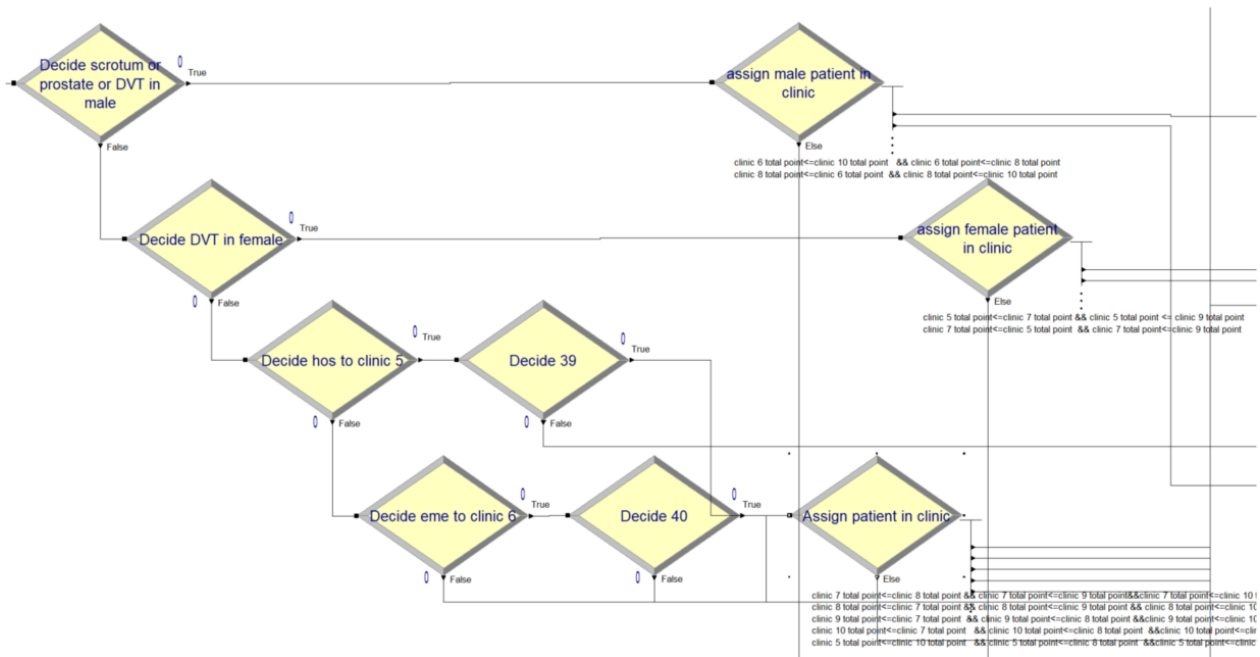 Decide scrotum or
prostate or DVT in
male
0
True
False
assign male patient in
clinic
Else
clinic 6 total point<=clinic 10 total point && clinic 6 total point<=clinic 8 total point
clinic 8 total point<=clinic 6 total point && clinic 8 total point<=clinic 10 total point
Decide DVT in female
0
True
0
False
assign female patient
in clinic
Else
clinic 5 total point<=clinic 7 total point && clinic 5 total point <= clinic 9 total point
clinic 7 total point<=clinic 5 total point && clinic 7 total point<=clinic 9 total point
Decide hos to clinic 5
0
True
0
False
Decide 39
0
True
0
False
Decide eme to clinic 6
0
True
0
False
Decide 40
0
True
0
False
Assign patient in clinic
Else
clinic 7 total point<=clinic 8 total point && clinic 7 total point<=clinic 9 total point&&clinic 7 total point<=clinic 10
clinic 8 total point<=clinic 7 total point && clinic 8 total point<=clinic 9 total point && clinic 8 total point<=clinic 10
clinic 9 total point<=clinic 7 total point && clinic 9 total point<=clinic 8 total point &&clinic 9 total point<=clinic 10
clinic 10 total point<=clinic 7 total point && clinic 10 total point<=clinic 8 total point &&clinic 10 total point<=
clinic 5 total point<=clinic 10 total point &&clinic 5 total point<=clinic 8 total point &&clinic 5 total point<=clinic